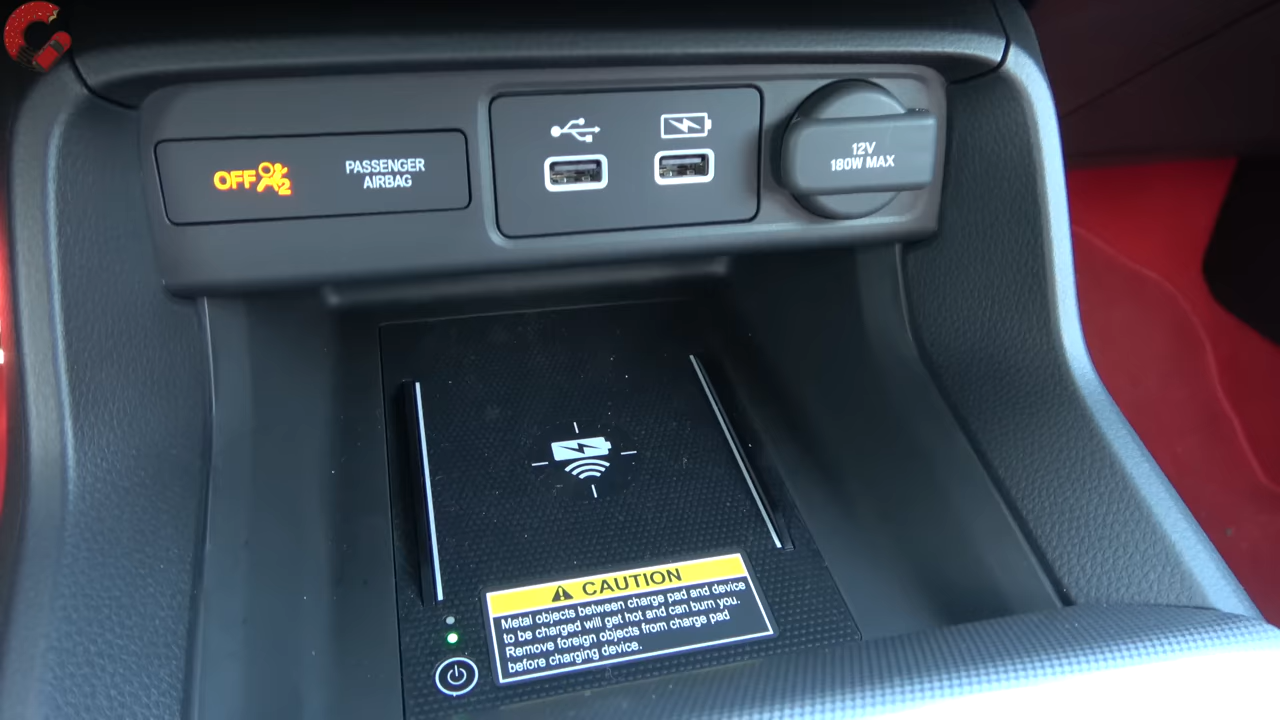 OFF 2
PASSENGER
AIRBAG
12V
180W MAX
CAUTION
Metal objects between charge pad and device
to be charged will get hot and can burn you.
Remove foreign objects from charge pad
before charging device.